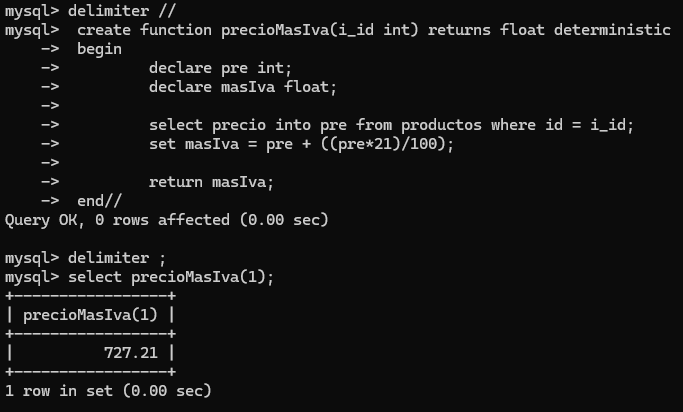 mysql> delimiter //
mysql>  create function precioMasIva(i_id int) returns float deterministic
    ->  begin
    ->          declare pre int;
    ->          declare masIva float;
    ->
    ->          select precio into pre from productos where id = i_id;
    ->          set masIva = pre + ((pre*21)/100);
    ->
    ->          return masIva;
    ->  end//
Query OK, 0 rows affected (0.00 sec)

mysql> delimiter ;
mysql> select precioMasIva(1);
+-----------------+
| precioMasIva(1) |
+-----------------+
|          727.21 |
+-----------------+
1 row in set (0.00 sec)